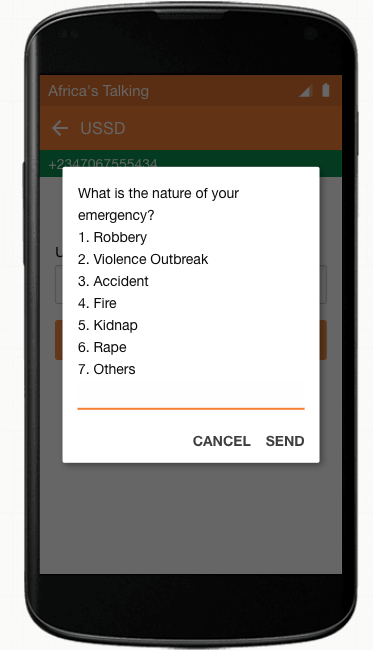 Africa's Talking
USSD
+2347067555434
What is the nature of your
emergency?
1. Robbery
2. Violence Outbreak
3. Accident
4. Fire
5. Kidnap
6. Rape
7. Others
CANCEL SEND